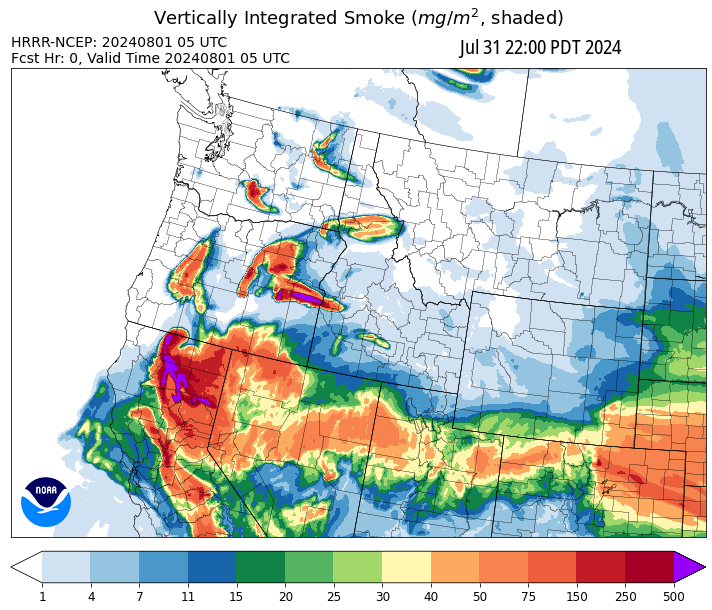 Vertically Integrated Smoke (mg/m², shaded)
HRRR-NCEP: 20240801 05 UTC
Jul 31 22:00 PDT 2024
Fcst Hr: 0, Valid Time 20240801 05 UTC
NOAA
1 4 7 11 15 20 25 30 40 50 75 150 250 500